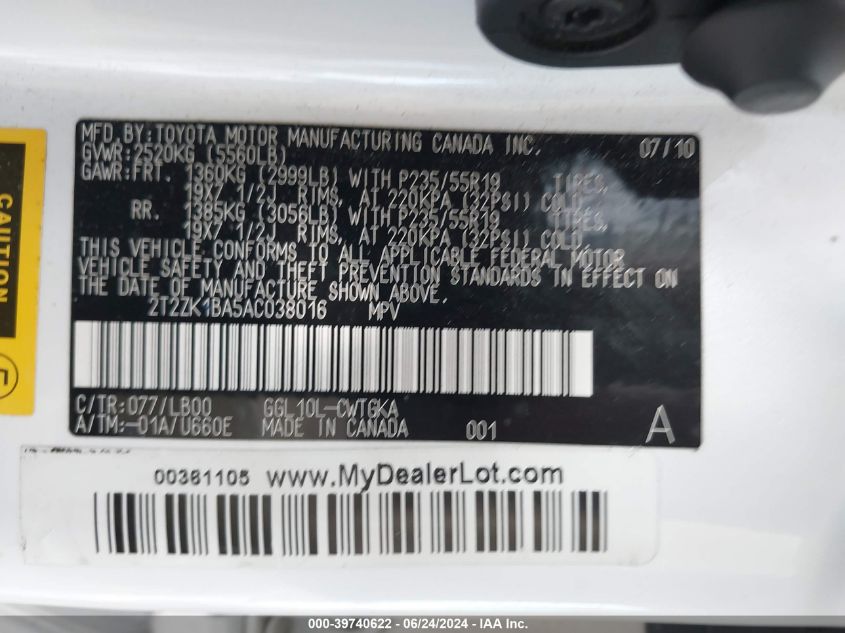 MFD. BY: TOYOTA MOTOR MANUFACTURING CANADA INC. 07/10
GVWR: 2520KG (5560LB)
GAWR: FRT. 1360KG (2999LB) WITH P235/55R19 TIRES,
19X7 1/2J RIMS, AT 220KPA (32PSI) COLD.
RR. 1385KG (3056LB) WITH P235/55R19 TIRES,
19X7 1/2J RIMS, AT 220KPA (32PSI) COLD.
THIS VEHICLE CONFORMS TO ALL APPLICABLE FEDERAL MOTOR
VEHICLE SAFETY AND THEFT PREVENTION STANDARDS IN EFFECT ON
THE DATE OF MANUFACTURE SHOWN ABOVE.
2T2ZK1BA5AC038016 MPV
C/TR: 077/LB00 GGL10L-CWTGKA
A/TM: -01A/U660E MADE IN CANADA 001 A
CAUTION
00381105 www.MyDealerLot.com
000-39740622 - 06/24/2024 - IAA Inc.